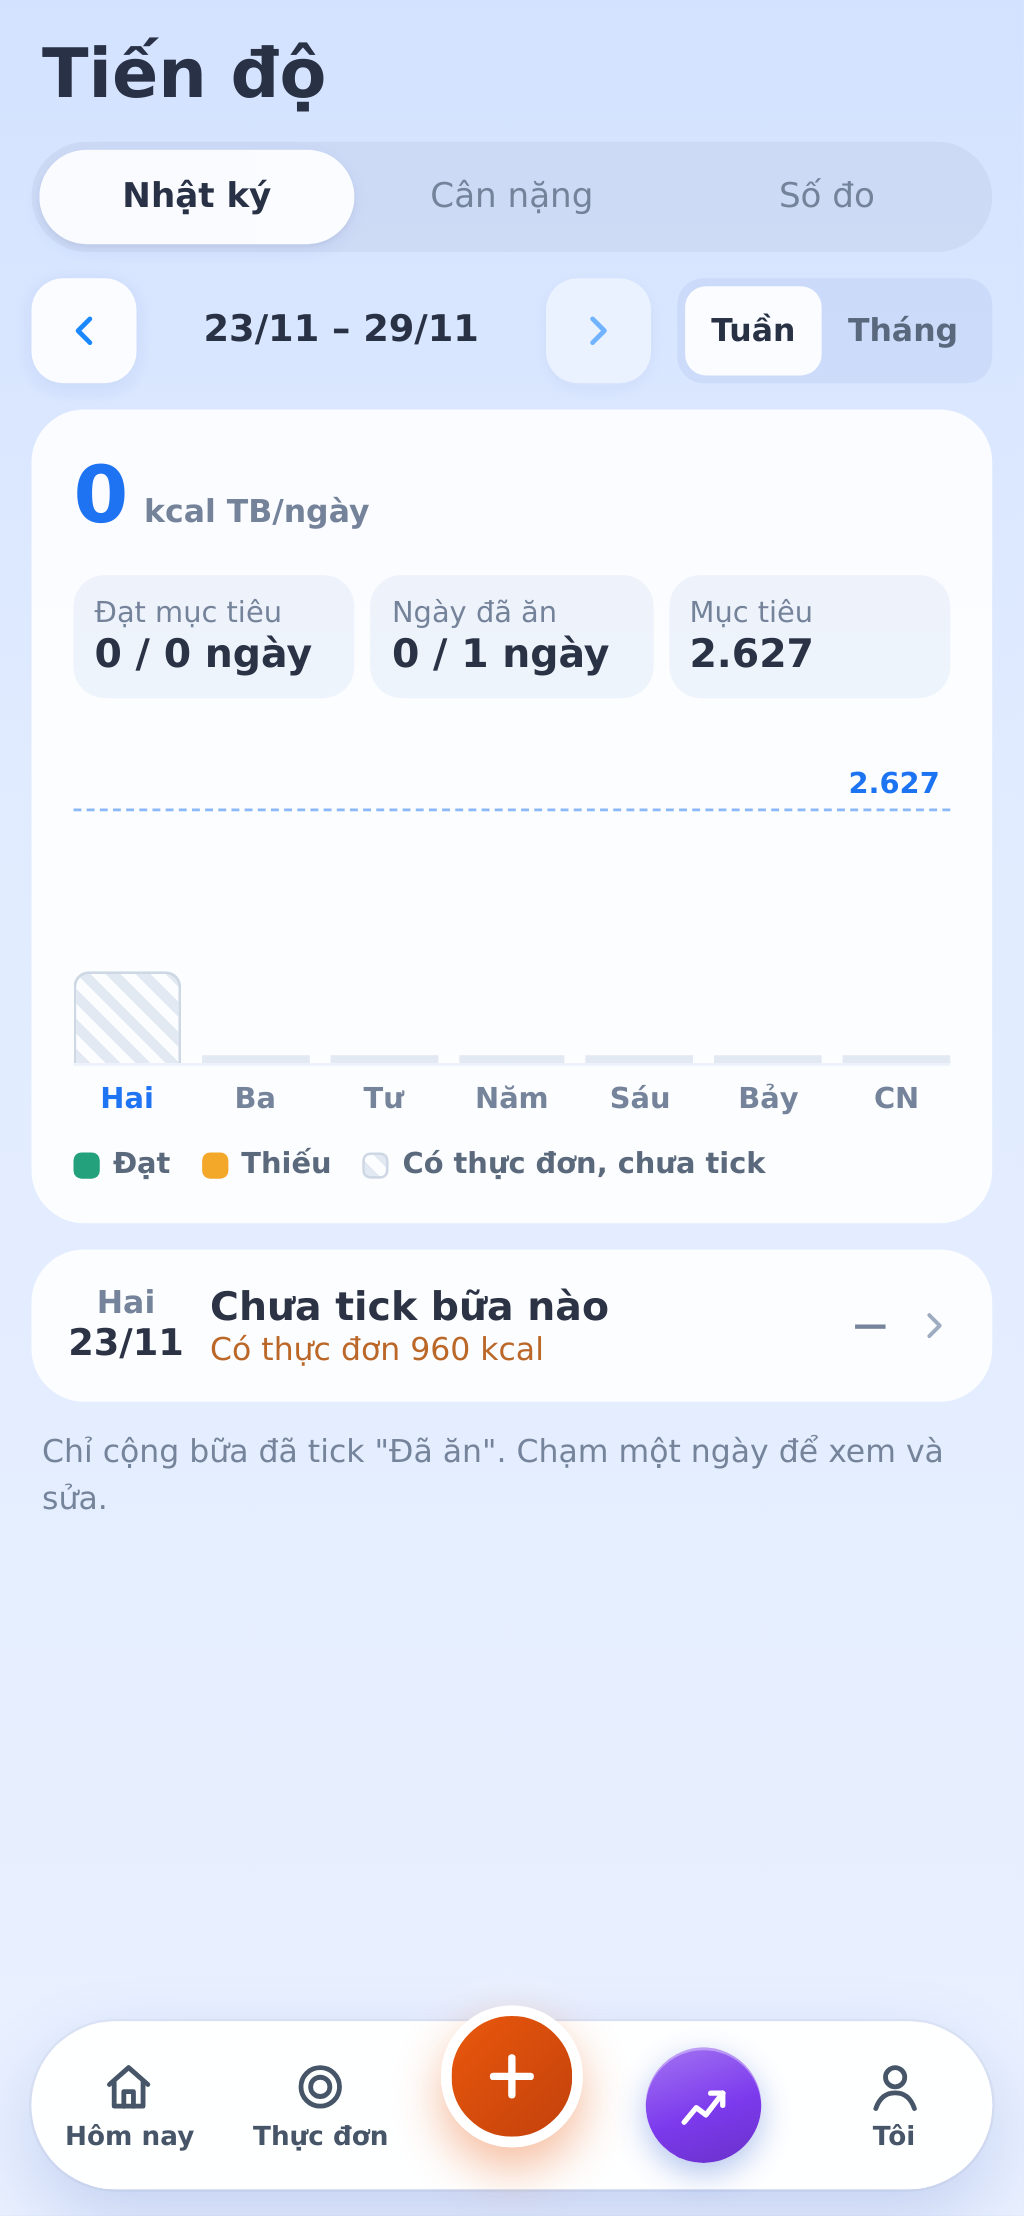 Tiến độ
Nhật ký
Cân nặng
Số đo
23/11 – 29/11
Tuần
Tháng
0 kcal TB/ngày
Đạt mục tiêu
0 / 0 ngày
Ngày đã ăn
0 / 1 ngày
Mục tiêu
2.627
2.627
Hai
Ba
Tư
Năm
Sáu
Bảy
CN
Đạt
Thiếu
Có thực đơn, chưa tick
Hai
23/11
Chưa tick bữa nào
Có thực đơn 960 kcal
—
Chỉ cộng bữa đã tick "Đã ăn". Chạm một ngày để xem và
sửa.
Hôm nay
Thực đơn
Tôi